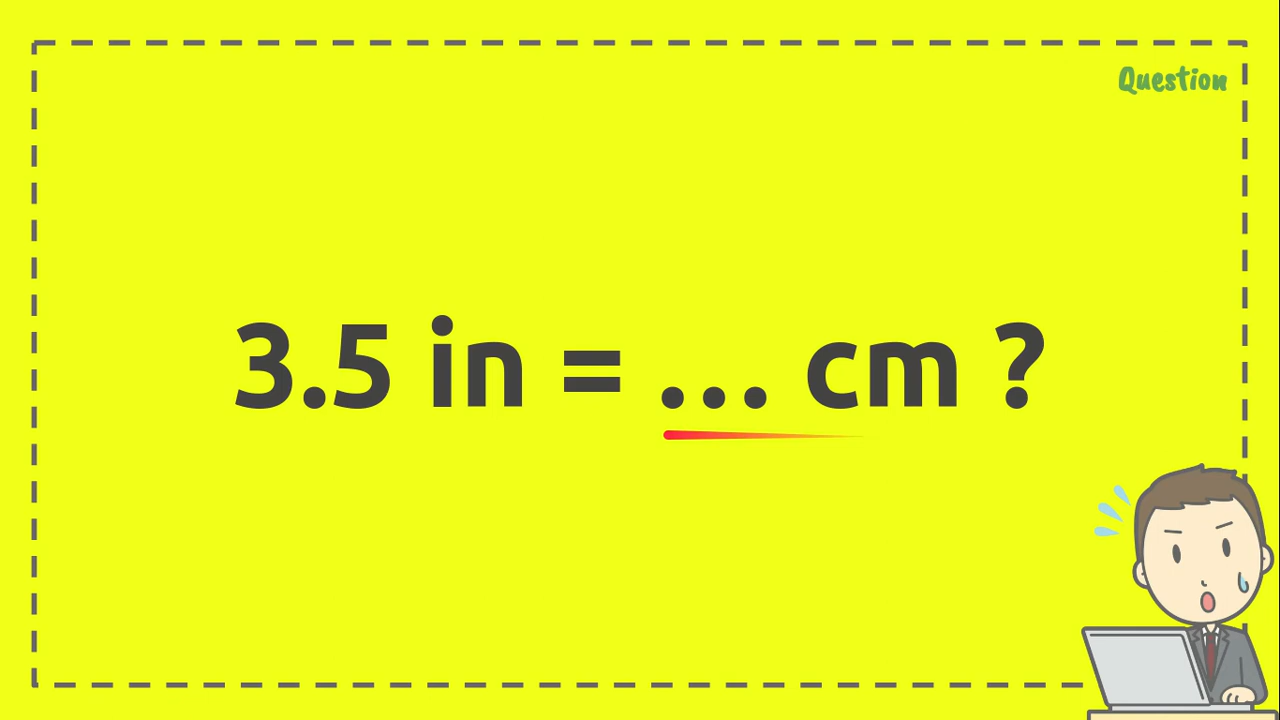 Question
3.5 in = ... cm ?